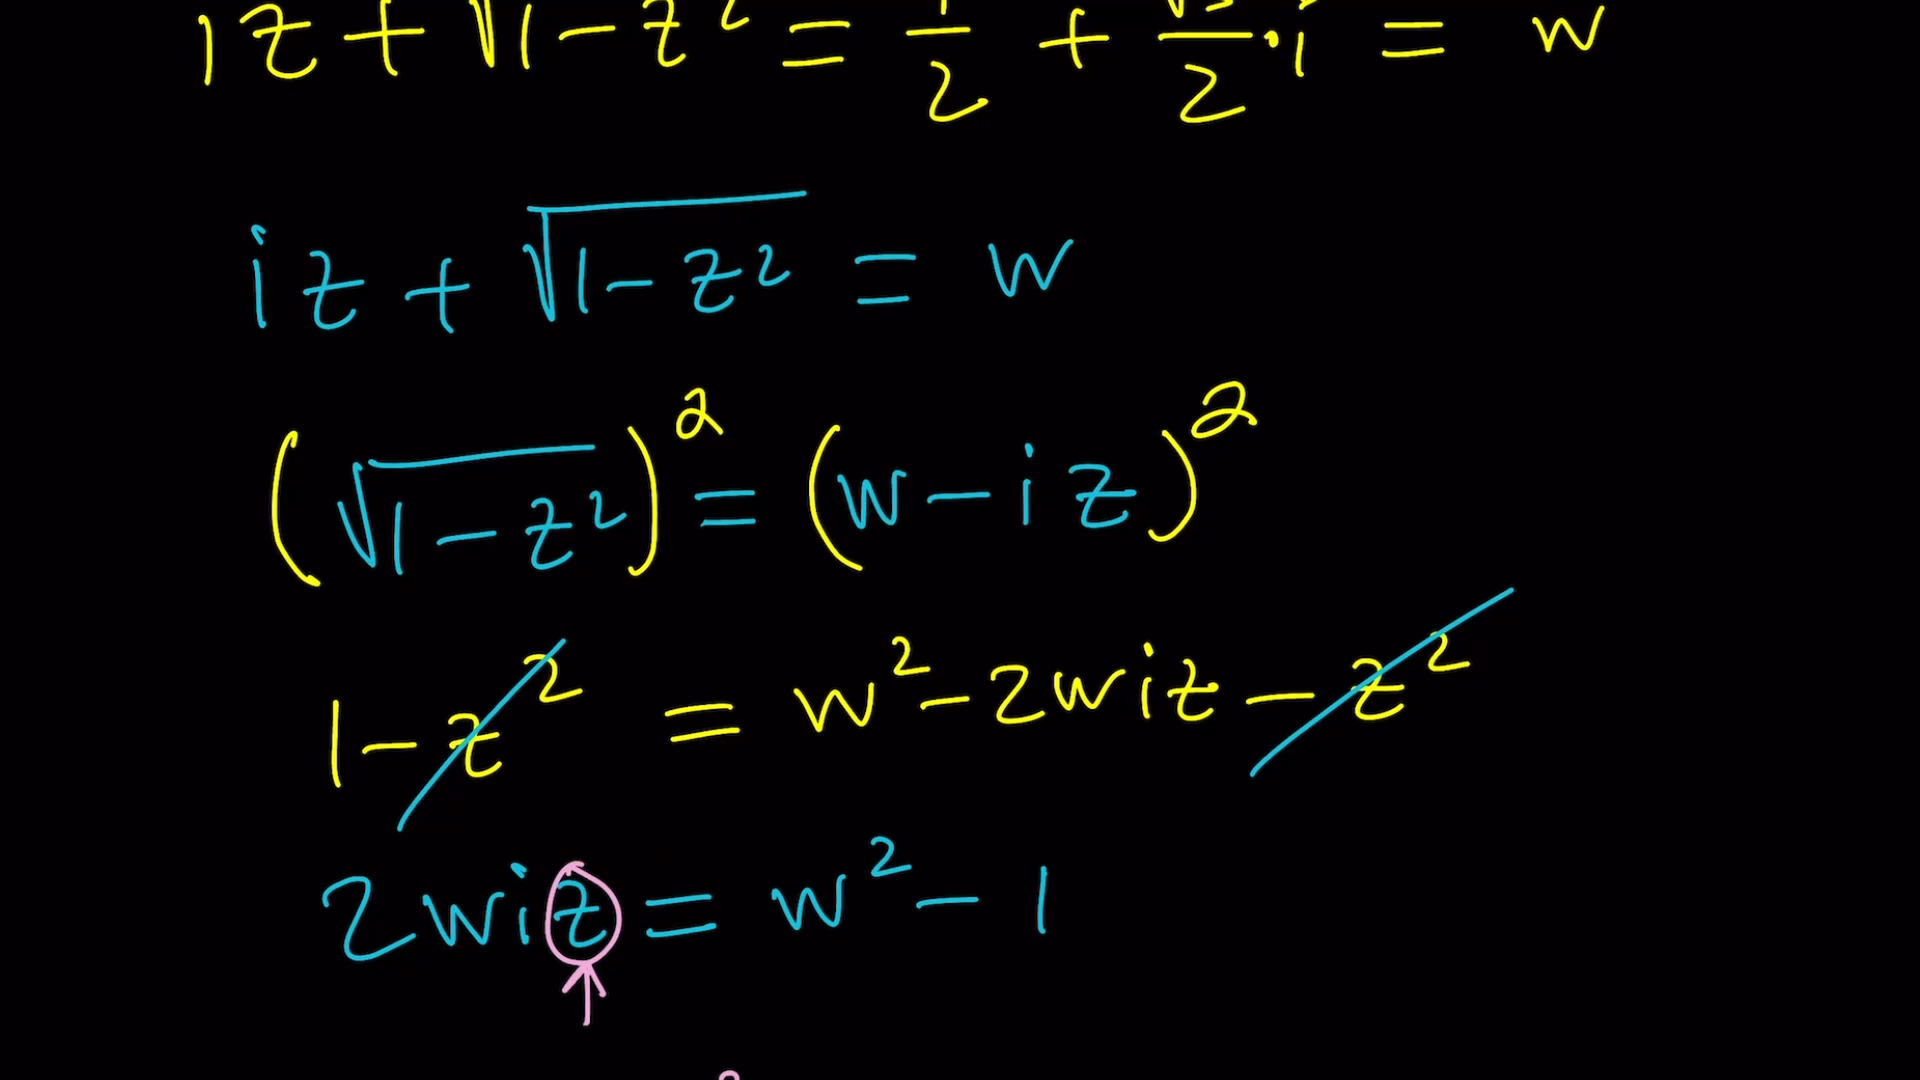 iz + √1 - z² = 1/2 + √3/2 · i = w
iz + √1 - z² = w
(√1 - z²)² = (w - iz)²
1 - z² = w² - 2wiz - z²
2wiz = w² - 1